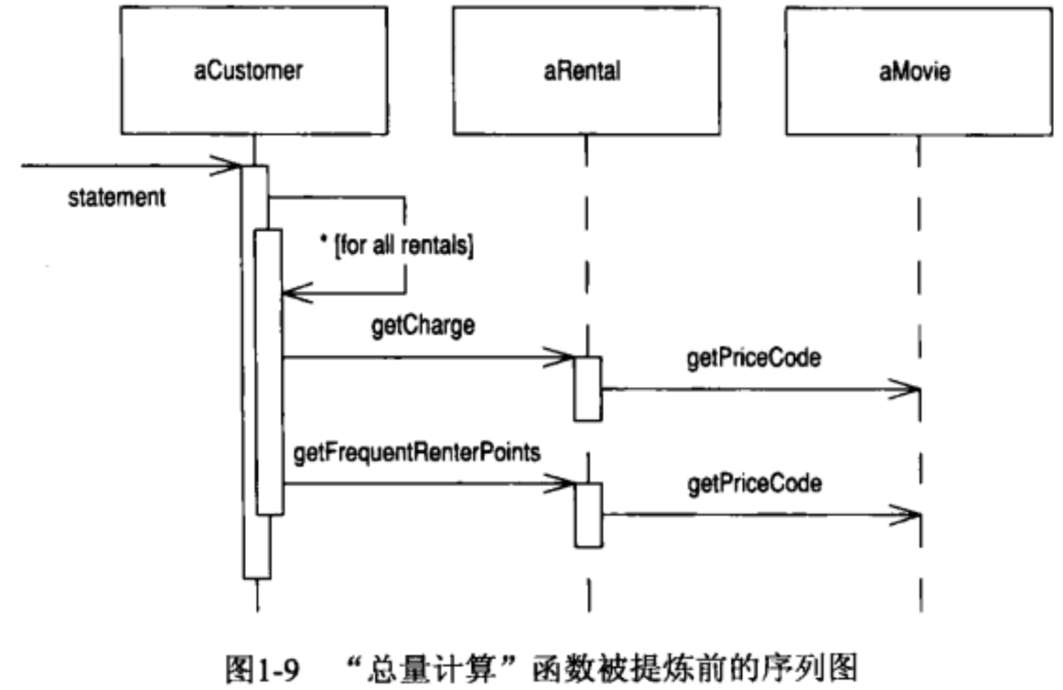 aCustomer aRental aMovie
statement
* [for all rentals]
getCharge
getPriceCode
getFrequentRenterPoints
getPriceCode
图1-9 “总量计算”函数被提炼前的序列图